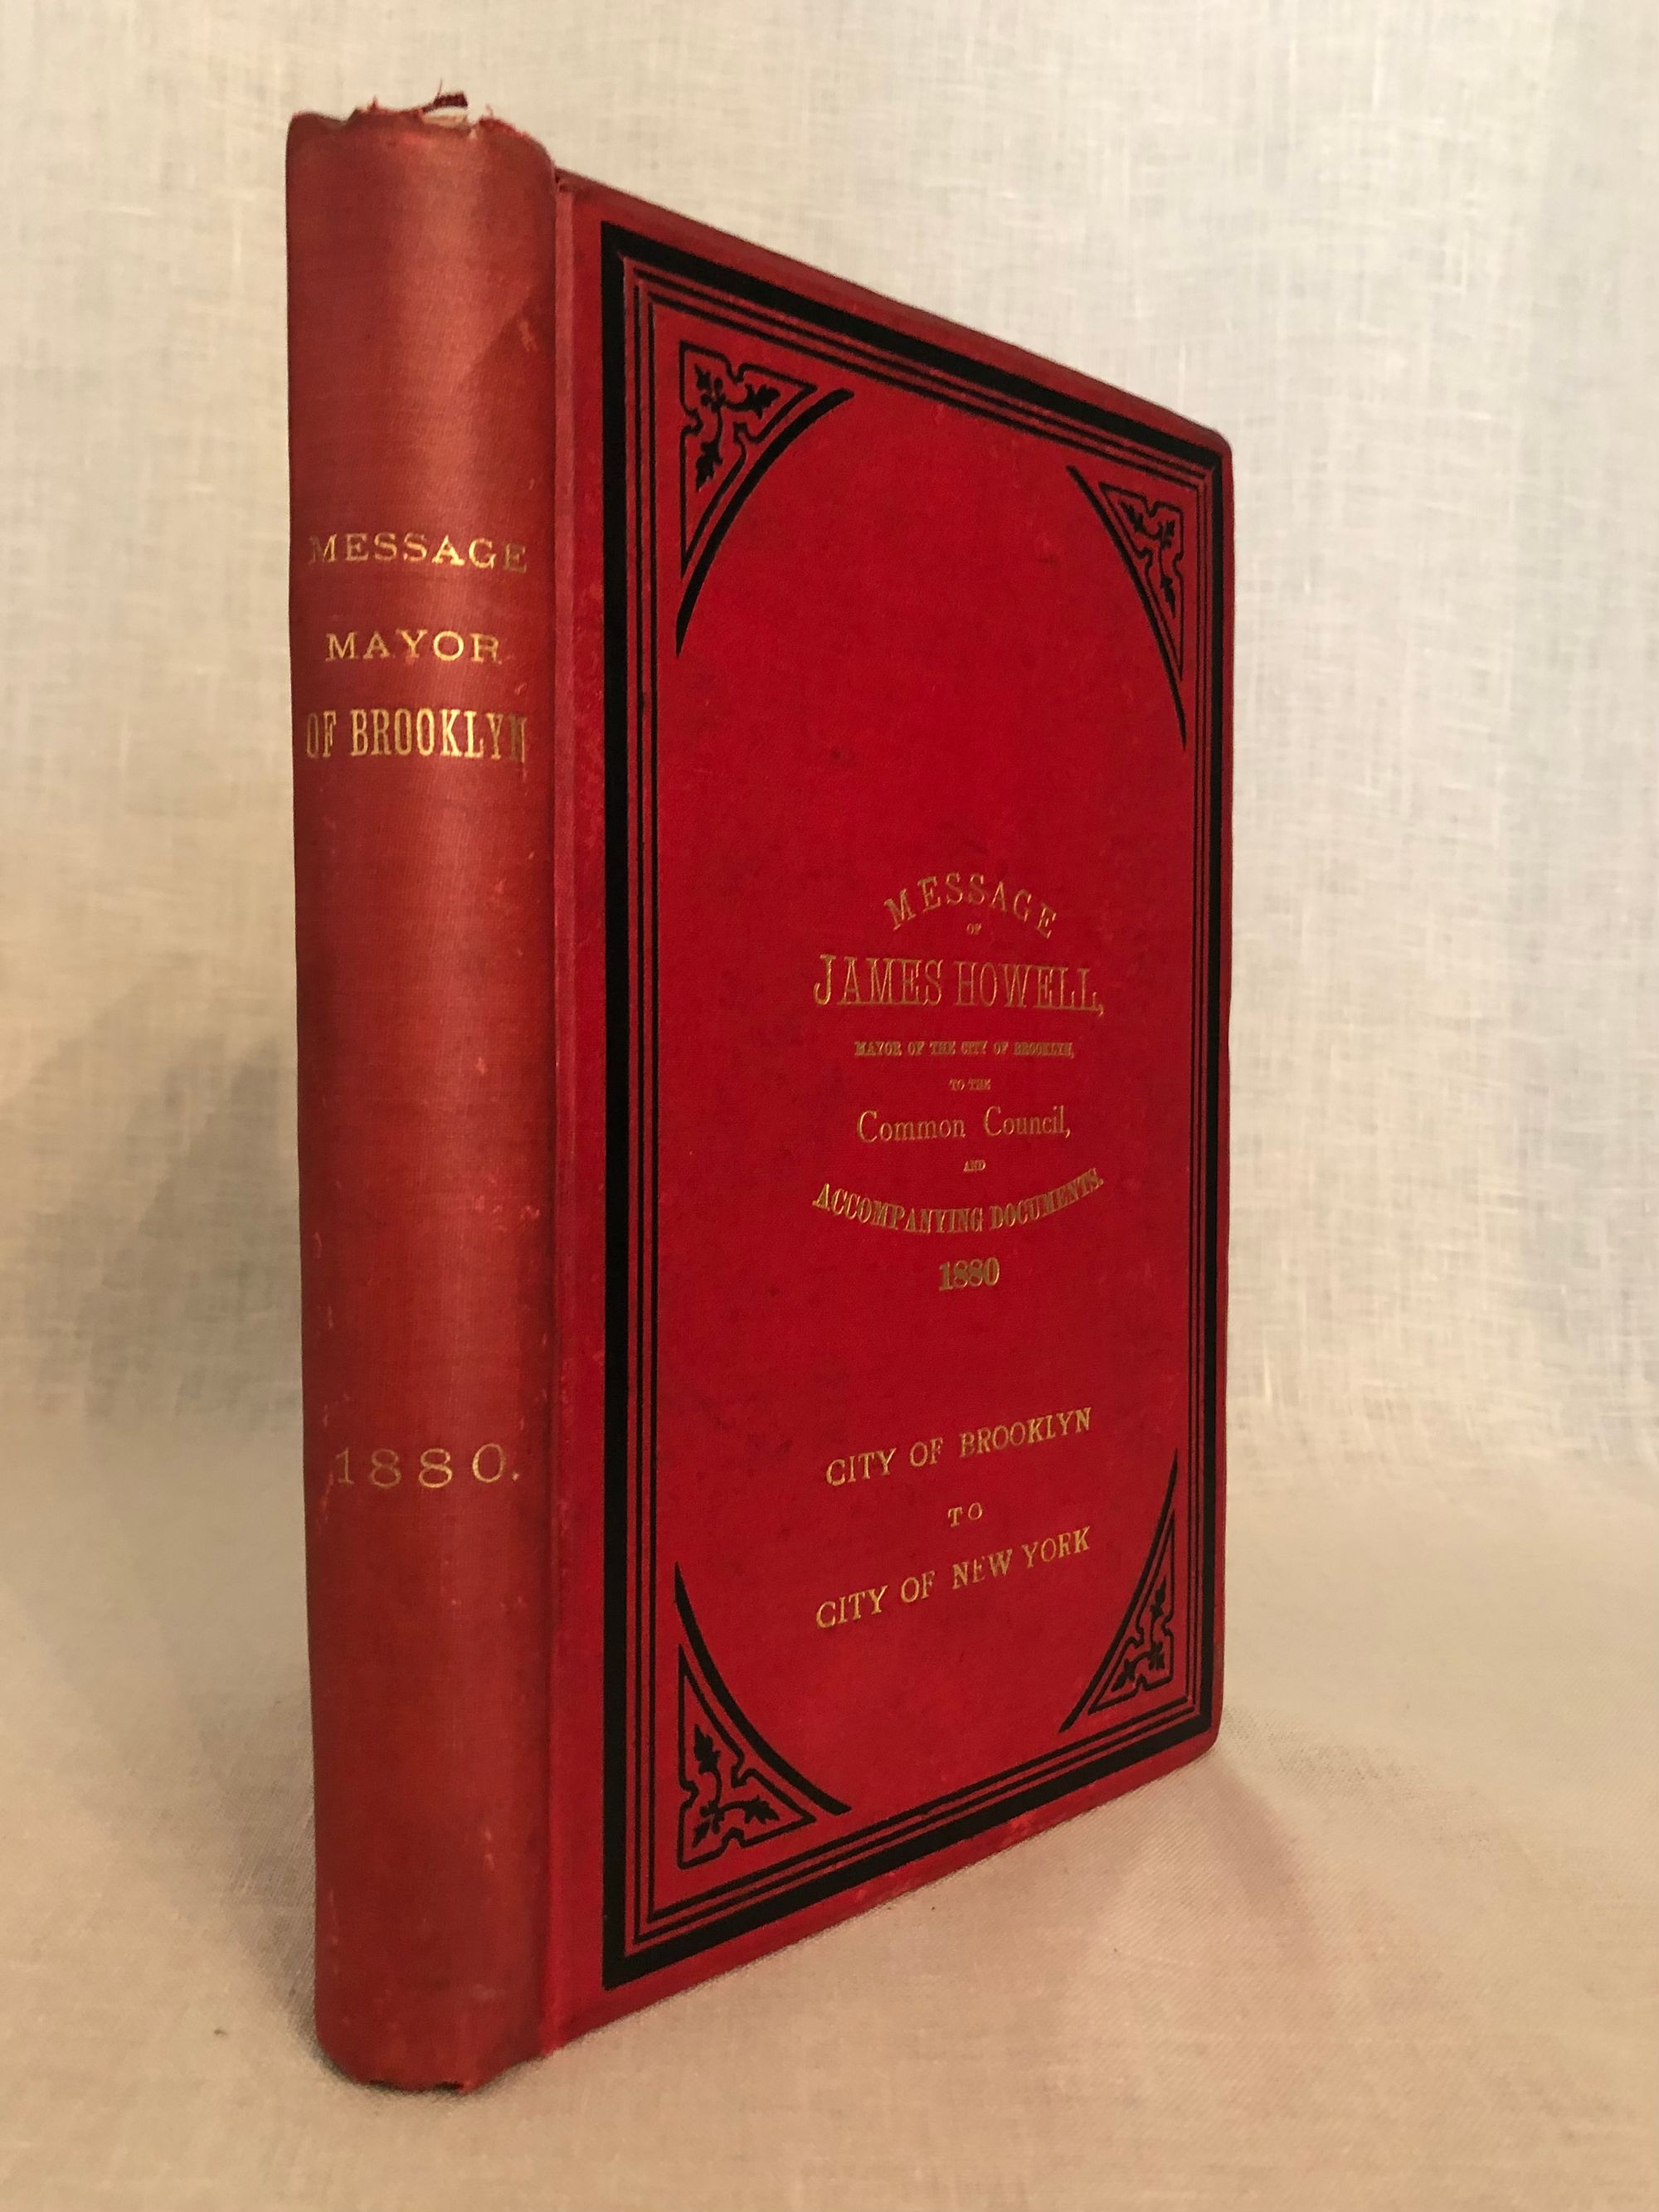 MESSAGE
MAYOR
OF BROOKLYN
1880.
MESSAGE
OF
JAMES HOWELL,
MAYOR OF THE CITY OF BROOKLYN,
TO THE
Common Council,
AND
ACCOMPANYING DOCUMENTS.
1880
CITY OF BROOKLYN
TO
CITY OF NEW YORK